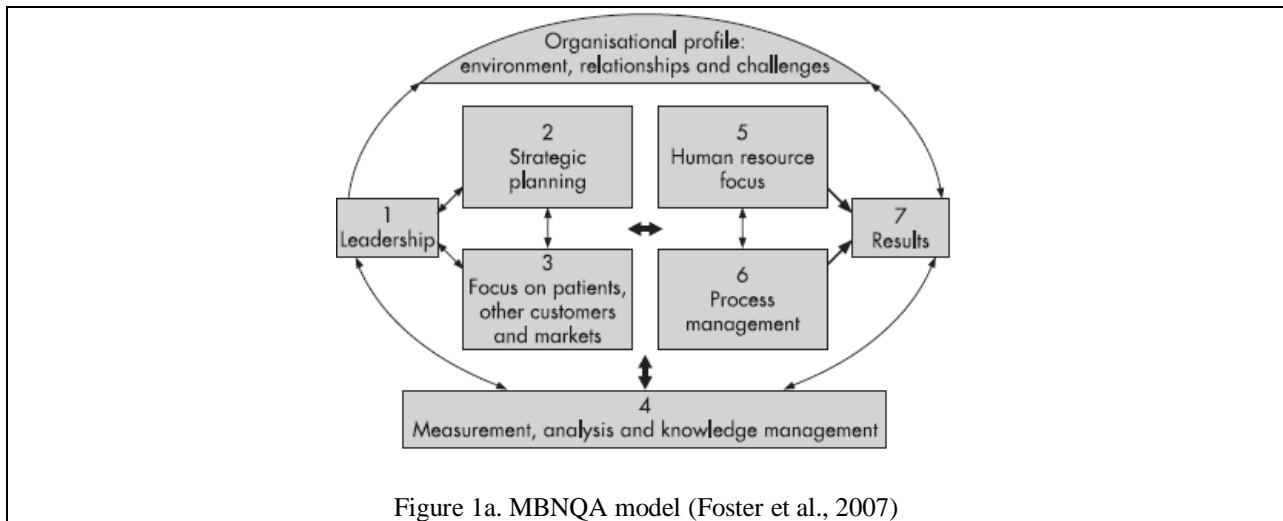 Organisational profile:
environment, relationships and challenges
2
Strategic
planning
5
Human resource
focus
1
Leadership
7
Results
3
Focus on patients,
other customers
and markets
6
Process
management
4
Measurement, analysis and knowledge management
Figure 1a. MBNQA model (Foster et al., 2007)